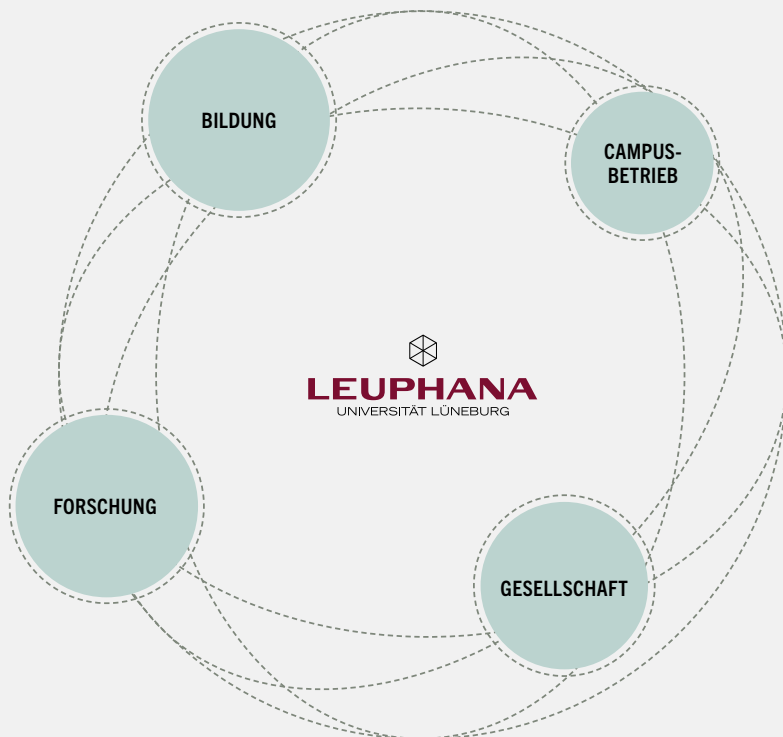 BILDUNG
CAMPUS-
BETRIEB
LEUPHANA
UNIVERSITÄT LÜNEBURG
FORSCHUNG
GESELLSCHAFT